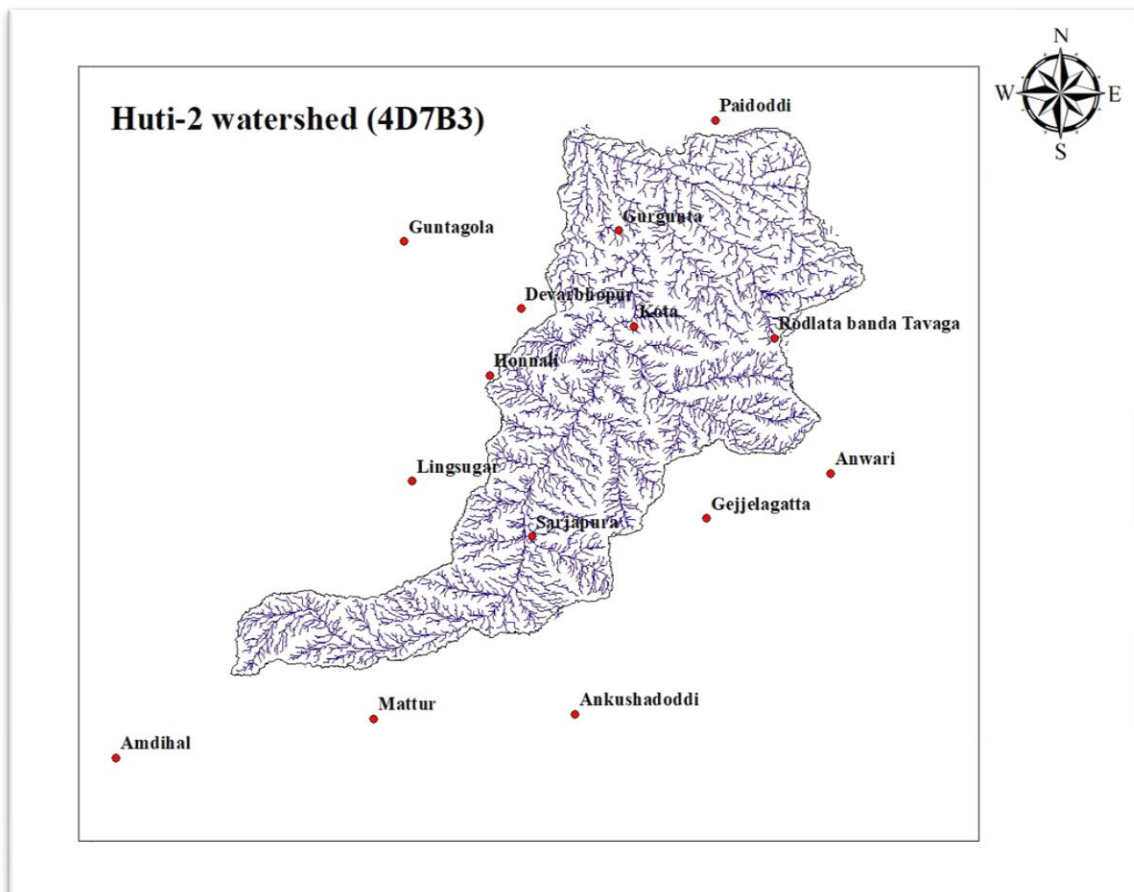 N
W E
S
Huti-2 watershed (4D7B3)
Paidoddi
Guntagola
Gurgunta
Devarbhopur
Kota
Rodlata banda Tavaga
Honnali
Lingsugar
Anwari
Gejjelagatta
Sarjapura
Mattur
Ankushadoddi
Amdihal